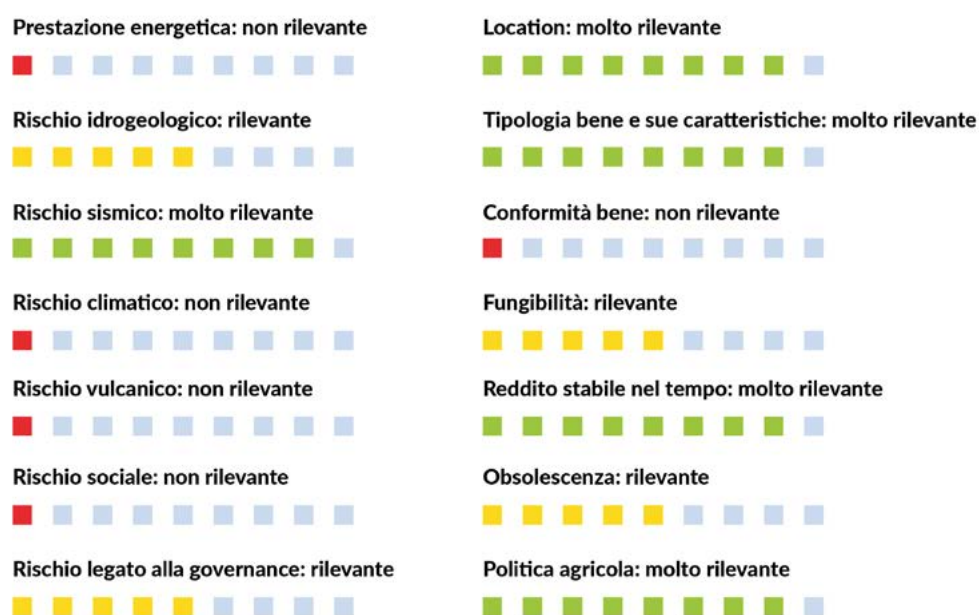 Prestazione energetica: non rilevante
Rischio idrogeologico: rilevante
Rischio sismico: molto rilevante
Rischio climatico: non rilevante
Rischio vulcanico: non rilevante
Rischio sociale: non rilevante
Rischio legato alla governance: rilevante
Location: molto rilevante
Tipologia bene e sue caratteristiche: molto rilevante
Conformità bene: non rilevante
Fungibilità: rilevante
Reddito stabile nel tempo: molto rilevante
Obsolescenza: rilevante
Politica agricola: molto rilevante